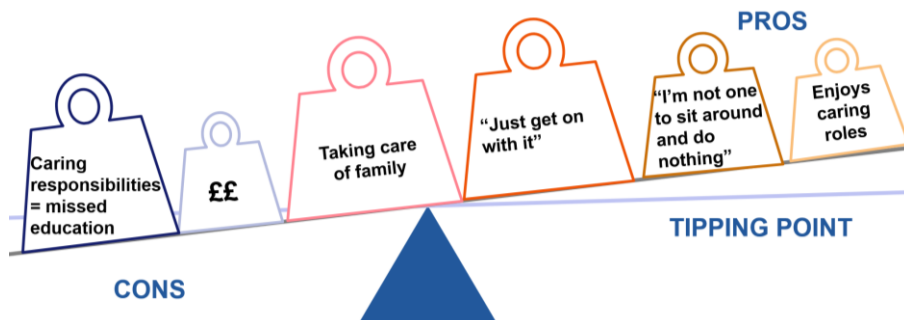 PROS
Caring
responsibilities
= missed
education
££
Taking care
of family
“Just get on
with it”
“I’m not one
to sit around
and do
nothing”
Enjoys
caring
roles
TIPPING POINT
CONS